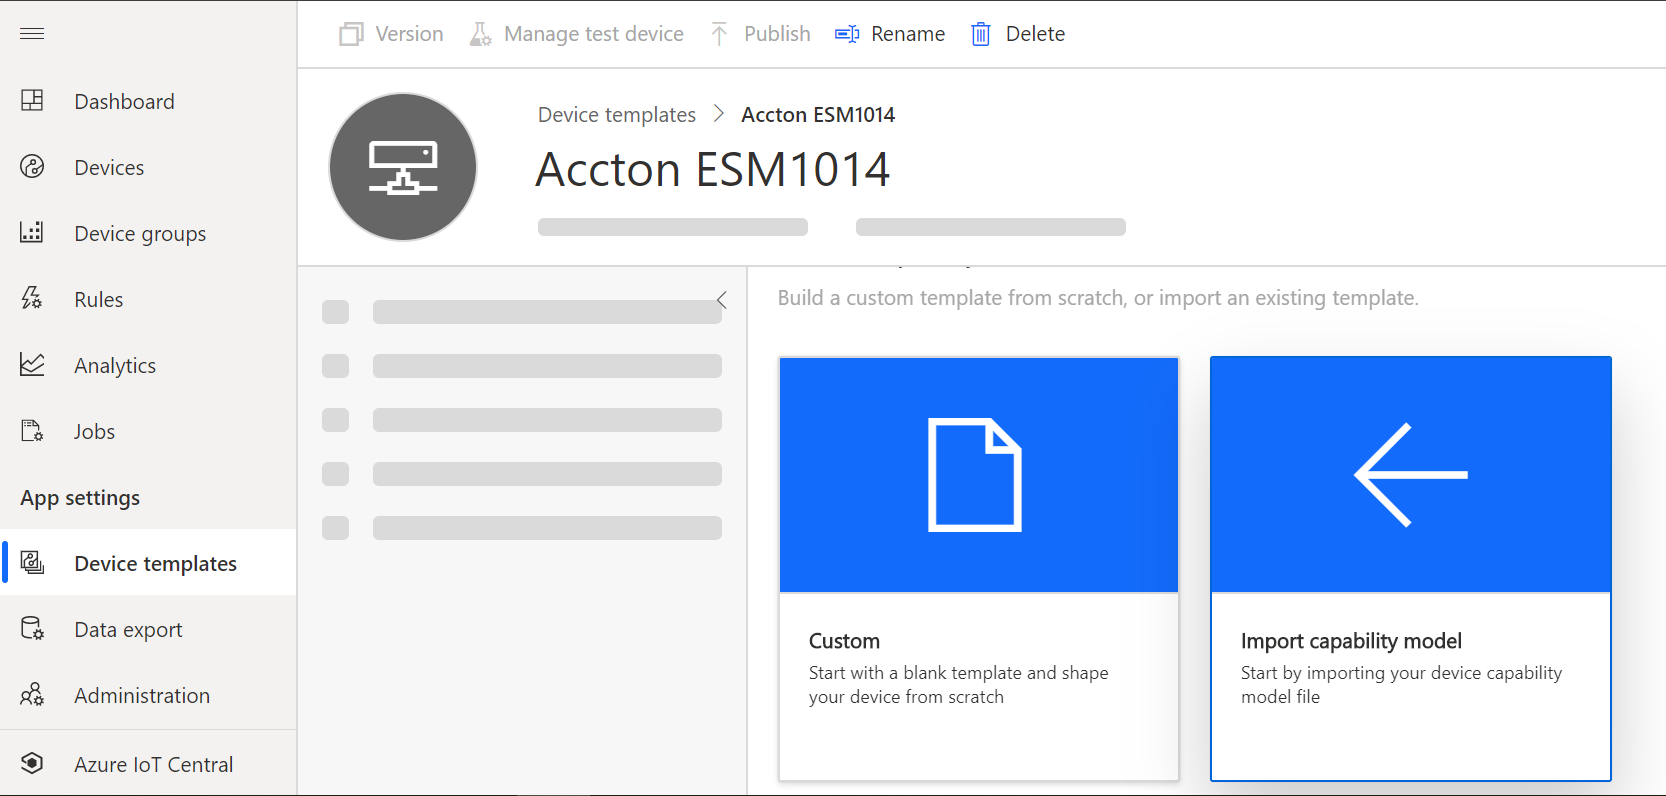 Version
Manage test device
Publish
Rename
Delete
Dashboard
Devices
Device groups
Rules
Analytics
Jobs
App settings
Device templates
Data export
Administration
Azure IoT Central
Device templates > Accton ESM1014
Accton ESM1014
Build a custom template from scratch, or import an existing template.
Custom
Start with a blank template and shape
your device from scratch
Import capability model
Start by importing your device capability
model file